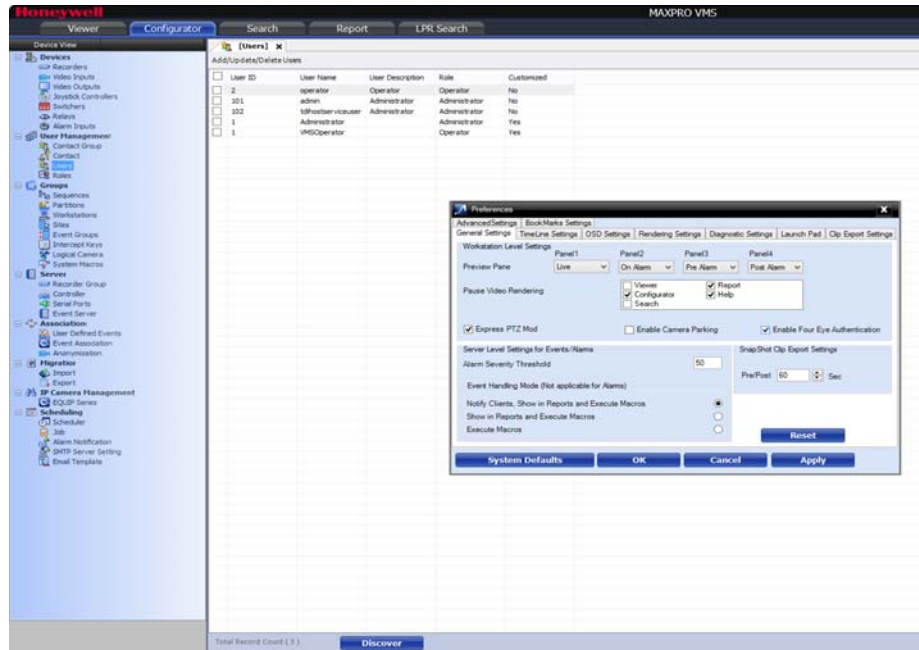 Honeywell
MAXPRO VMS
Viewer Configurator Search Report LPR Search
Device View
Devices
Recorders
Video Inputs
Video Outputs
Joystick Controllers
Switchers
Relays
Alarm Inputs
User Management
Contact Group
Contact
Users
Roles
Groups
Sequences
Partitions
Workstations
Sites
Event Groups
Intercept Keys
Logical Camera
System Macros
Server
Recorder Group
Controller
Serial Ports
Event Server
Association
User Defined Events
Event Association
Anonymization
Migration
Import
Export
IP Camera Management
EQUIP Series
Scheduling
Scheduler
Job
Alarm Notification
SMTP Server Setting
Email Template
[Users] x
Add/Update/Delete Users
User ID User Name User Description Role Customized
2 operator Operator Operator No
101 admin Administrator Administrator No
102 tdihostserviceuser Administrator Administrator No
1 Administrator Administrator Yes
1 VMSOperator Operator Yes
Preferences X
Advanced Settings BookMarks Settings
General Settings TimeLine Settings OSD Settings Rendering Settings Diagnostic Settings Launch Pad Clip Export Settings
Workstation Level Settings
Panel1 Panel2 Panel3 Panel4
Preview Pane Live On Alarm Pre Alarm Post Alarm
Pause Video Rendering
Viewer Report
Configurator Help
Search
Express PTZ Mod Enable Camera Parking Enable Four Eye Authentication
Server Level Settings for Events/Alarms
Alarm Severity Threshold 50
Event Handling Mode (Not applicable for Alarms)
Notify Clients, Show in Reports and Execute Macros
Show in Reports and Execute Macros
Execute Macros
SnapShot Clip Export Settings
Pre/Post 60 Sec
Reset
System Defaults OK Cancel Apply
Total Record Count ( 3 ) Discover